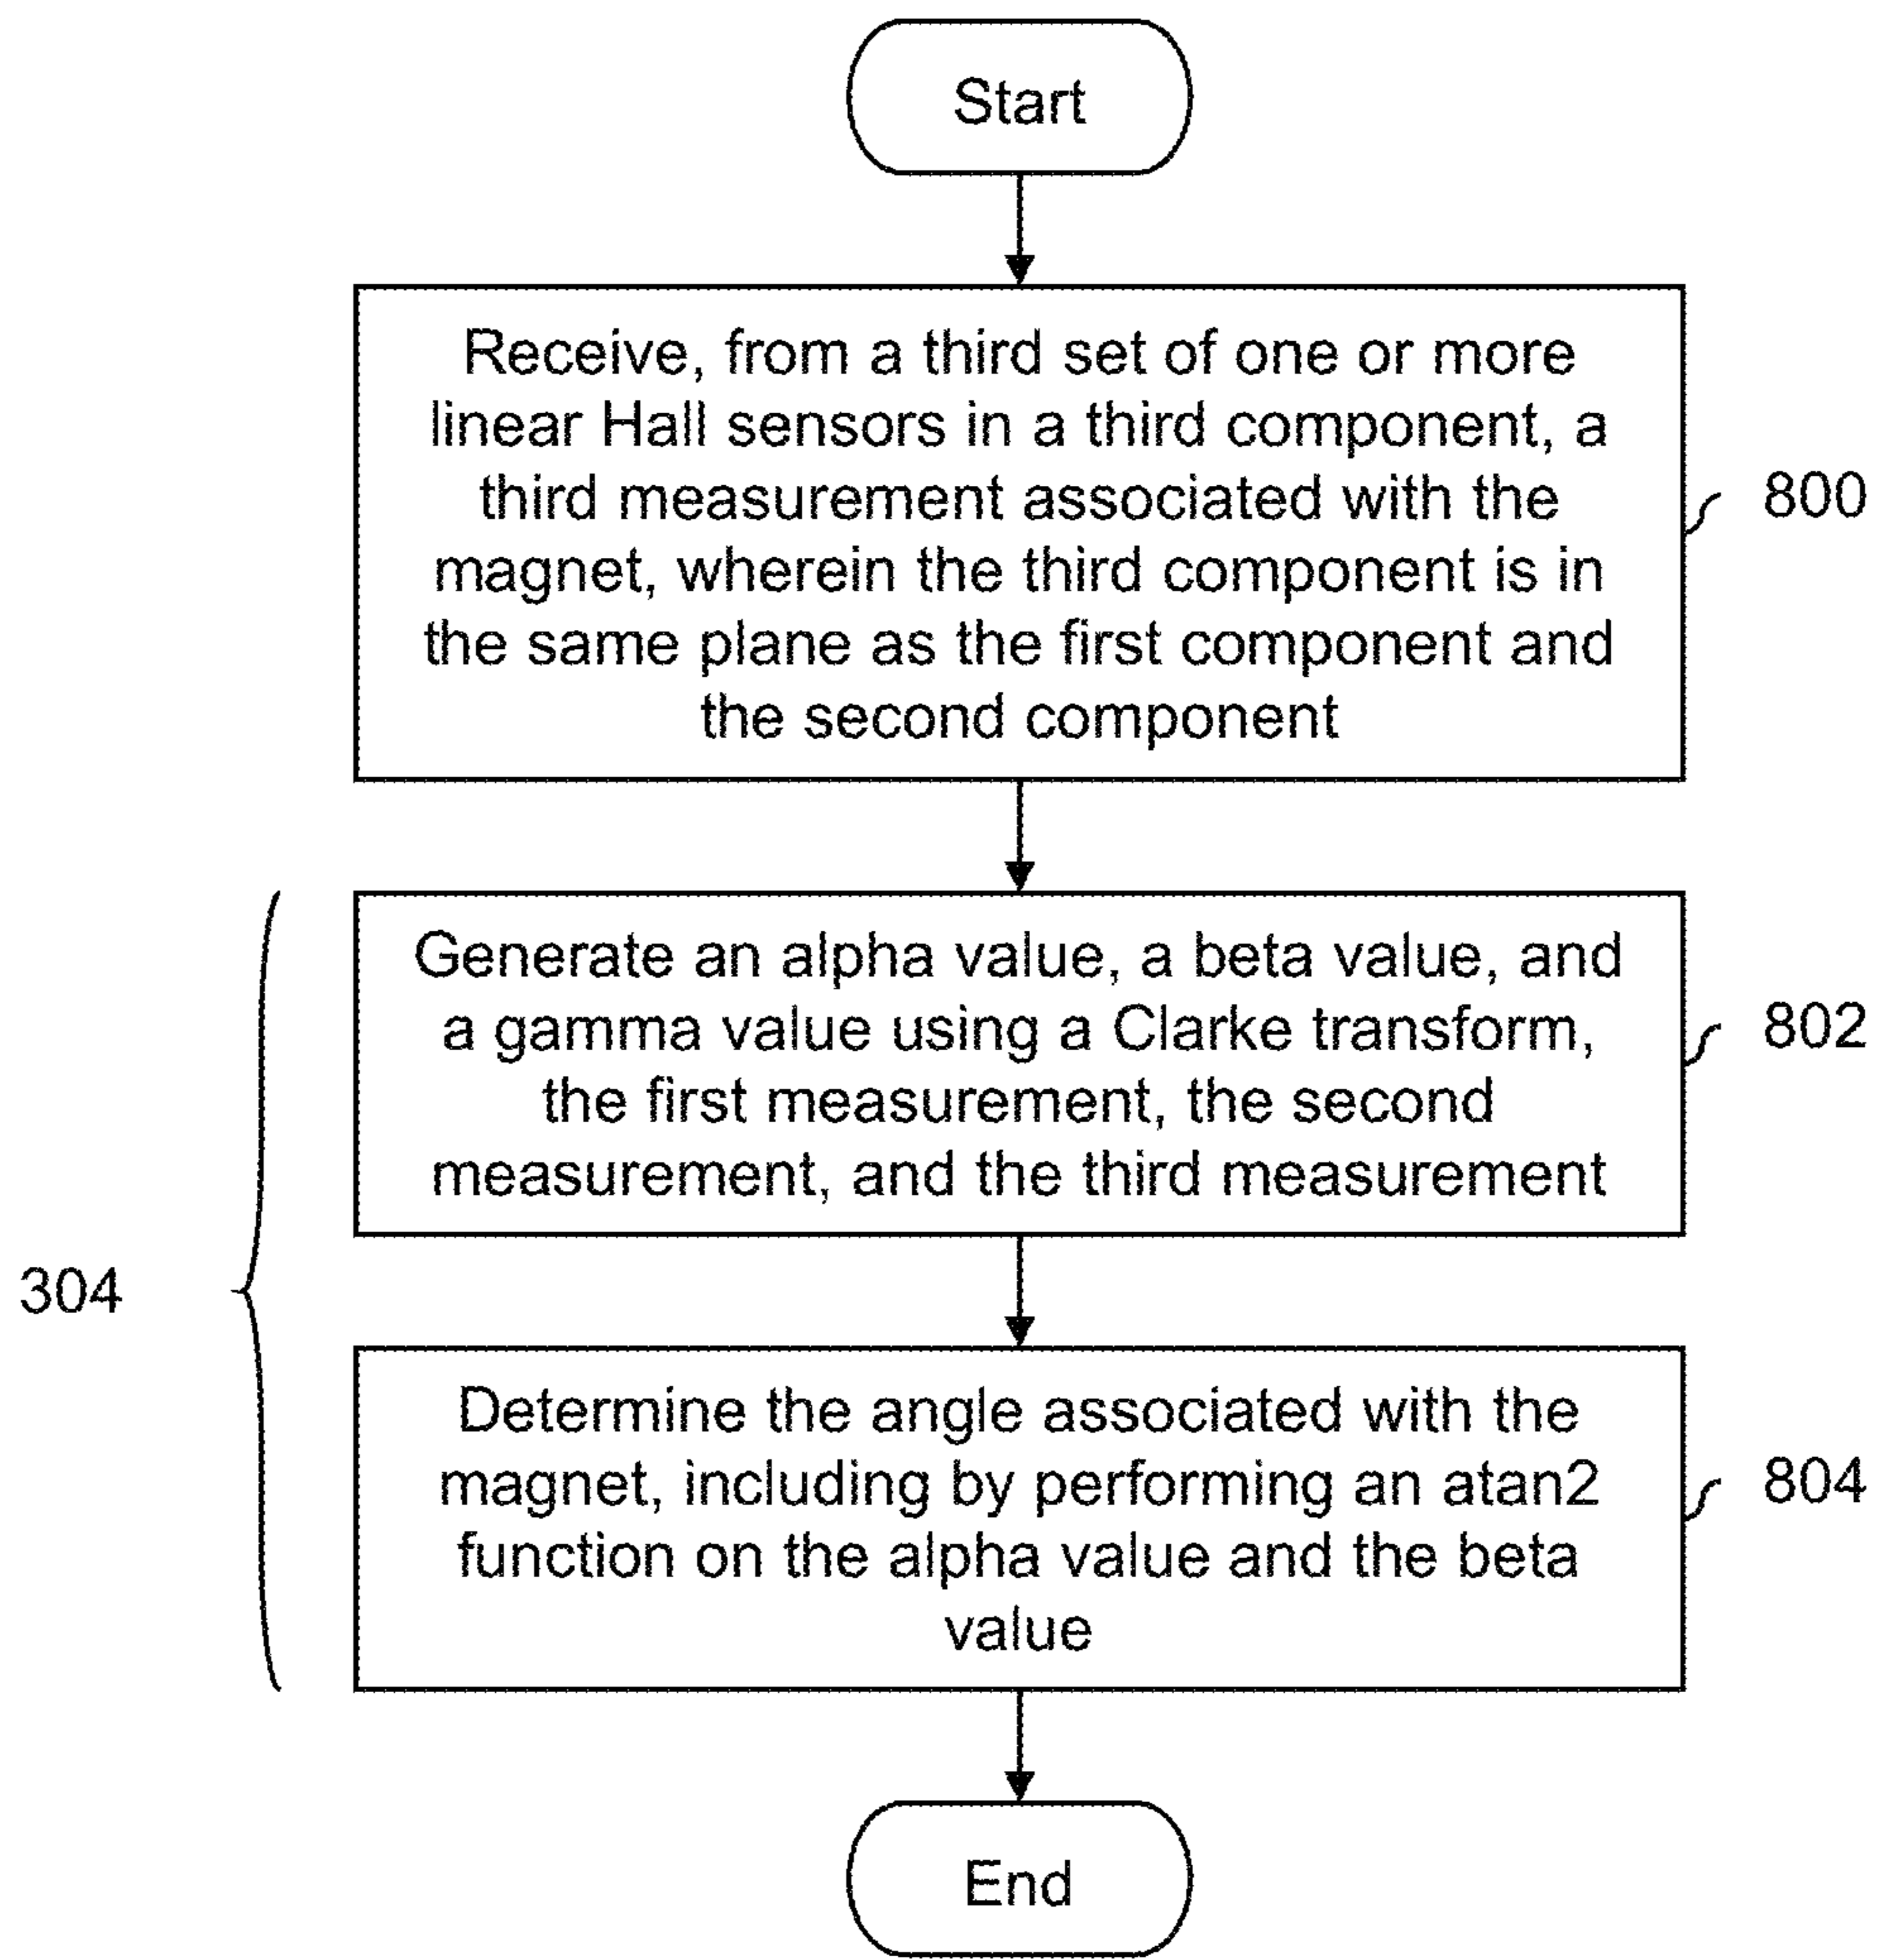 Start
Receive, from a third set of one or more
linear Hall sensors in a third component, a
third measurement associated with the
magnet, wherein the third component is in
the same plane as the first component and
the second component
800
Generate an alpha value, a beta value, and
a gamma value using a Clarke transform,
the first measurement, the second
measurement, and the third measurement
802
304
Determine the angle associated with the
magnet, including by performing an atan2
function on the alpha value and the beta
value
804
End